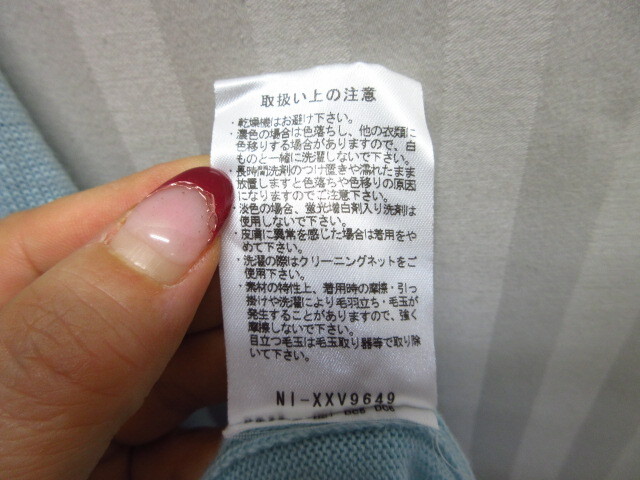 取扱い上の注意
・乾燥機はお避け下さい。
・濃色の場合は色落ちし、他の衣類に
色移りする場合がありますので、白
ものと一緒に洗濯しないで下さい。
・長時間洗剤のつけ置きや濡れたまま
放置しますと色落ちや色移りの原因
になりますのでご注意下さい。
・淡色の場合、蛍光増白剤入り洗剤は
使用しないで下さい。
・皮膚に異常を感じた場合は着用をや
めて下さい。
・洗濯の際はクリーニングネットをご
使用下さい。
・素材の特性上、着用時の摩擦・引っ
掛けや洗濯により毛羽立ち・毛玉が
発生することがありますので、強く
摩擦しないで下さい。
目立つ毛玉は毛玉取り器等で取り除
いて下さい。
NI-XXV9649